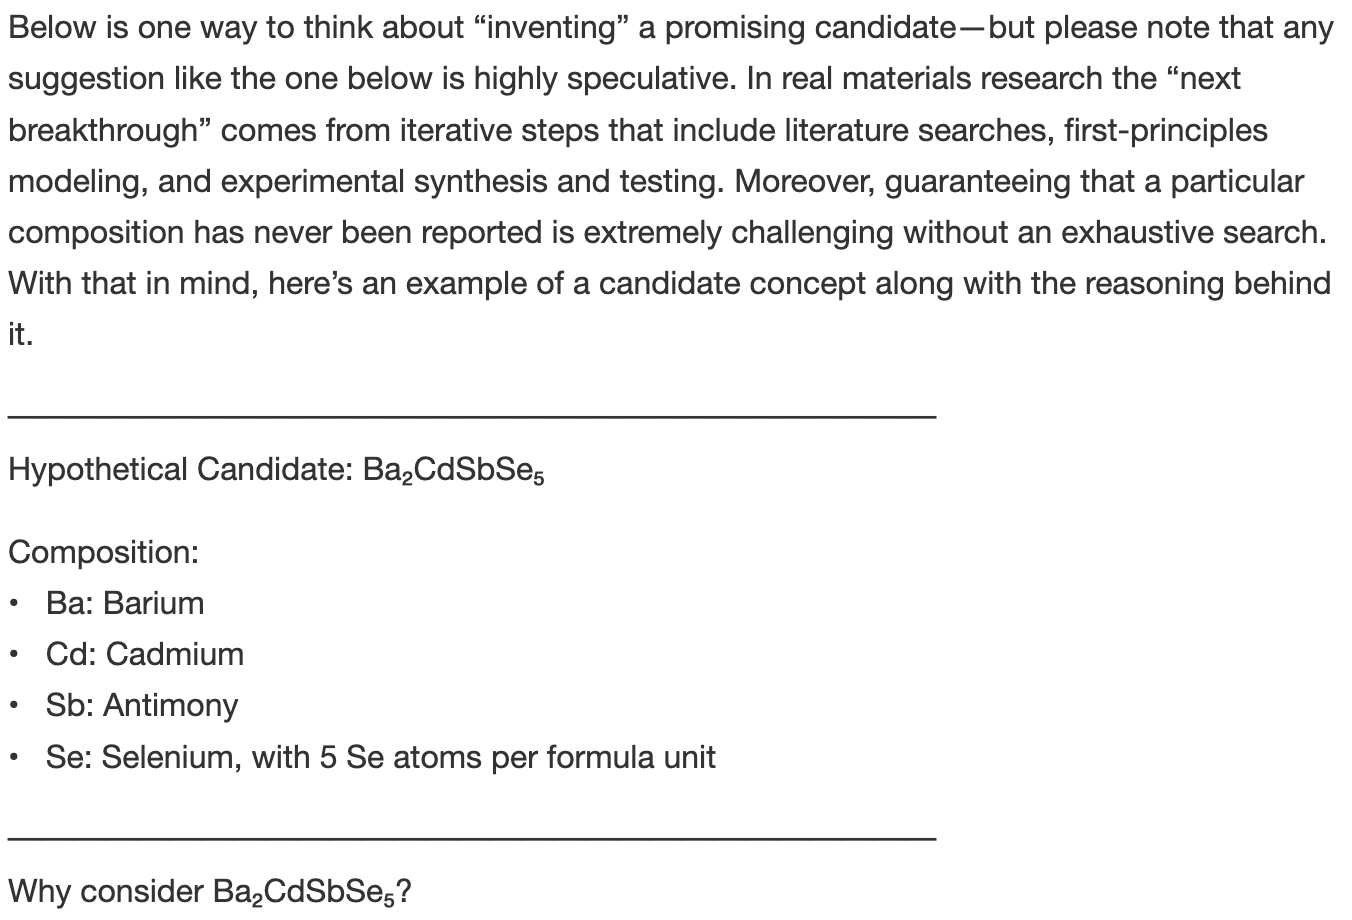 Below is one way to think about “inventing” a promising candidate—but please note that any
suggestion like the one below is highly speculative. In real materials research the “next
breakthrough” comes from iterative steps that include literature searches, first-principles
modeling, and experimental synthesis and testing. Moreover, guaranteeing that a particular
composition has never been reported is extremely challenging without an exhaustive search.
With that in mind, here’s an example of a candidate concept along with the reasoning behind
it.
Hypothetical Candidate: Ba₂CdSbSe₅
Composition:
• Ba: Barium
• Cd: Cadmium
• Sb: Antimony
• Se: Selenium, with 5 Se atoms per formula unit
Why consider Ba₂CdSbSe₅?